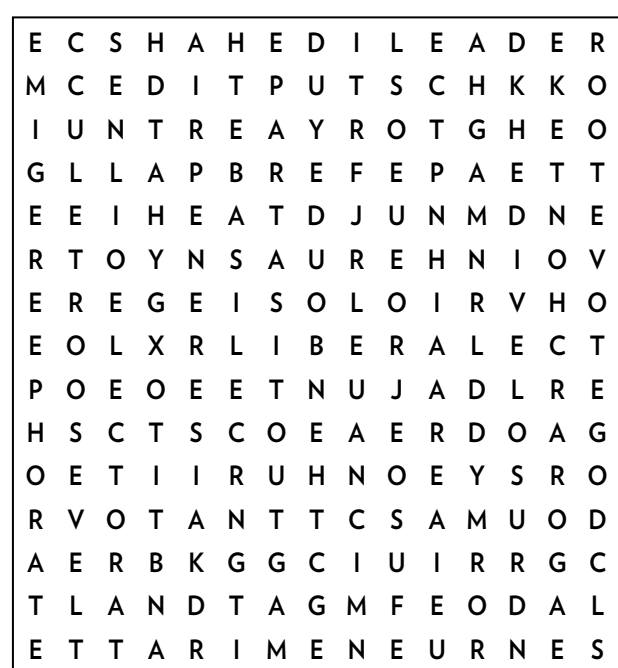 E C S H A H E D I L E A D E R
M C E D I T P U T S C H K K O
I U N T R E A Y R O T G H E O
G L L A P B R E F E P A E T T
E E I H E A T D J U N M D N E
R T O Y N S A U R E H N I O V
E R E G E I S O L O I R V H O
E O L X R L I B E R A L E C T
P O E O E E T N U J A D L R E
H S C T S C O E A E R D O A G
O E T I I R U H N O E Y S R O
R V O T A N T T C S A M U O D
A E R B K G G C I U I R R G C
T L A N D T A G M F E O D A L
E T T A R I M E N E U R N E S